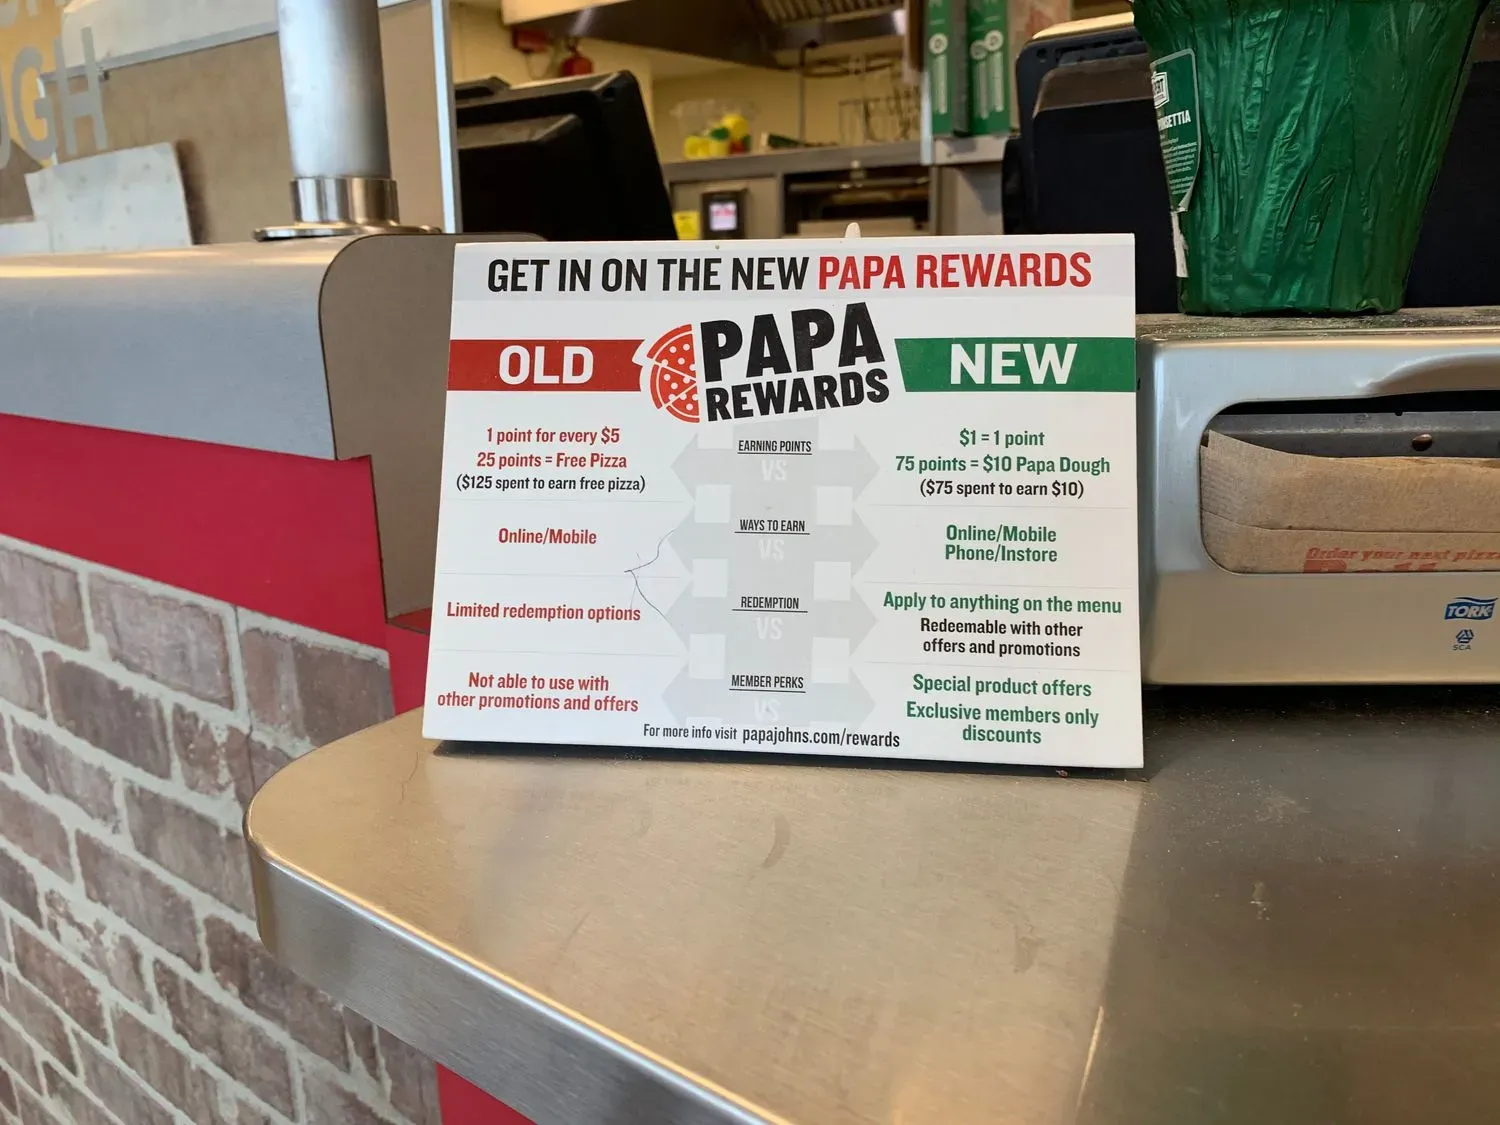 GET IN ON THE NEW PAPA REWARDS
OLD
PAPA
REWARDS
NEW
1 point for every $5
25 points = Free Pizza
($125 spent to earn free pizza)
EARNING POINTS
VS
$1 = 1 point
75 points = $10 Papa Dough
($75 spent to earn $10)
Online/Mobile
WAYS TO EARN
VS
Online/Mobile
Phone/Instore
Limited redemption options
REDEMPTION
VS
Apply to anything on the menu
Redeemable with other
offers and promotions
Not able to use with
other promotions and offers
MEMBER PERKS
VS
Special product offers
Exclusive members only
discounts
For more info visit papajohns.com/rewards
Order your next pizza
TORK
SCA